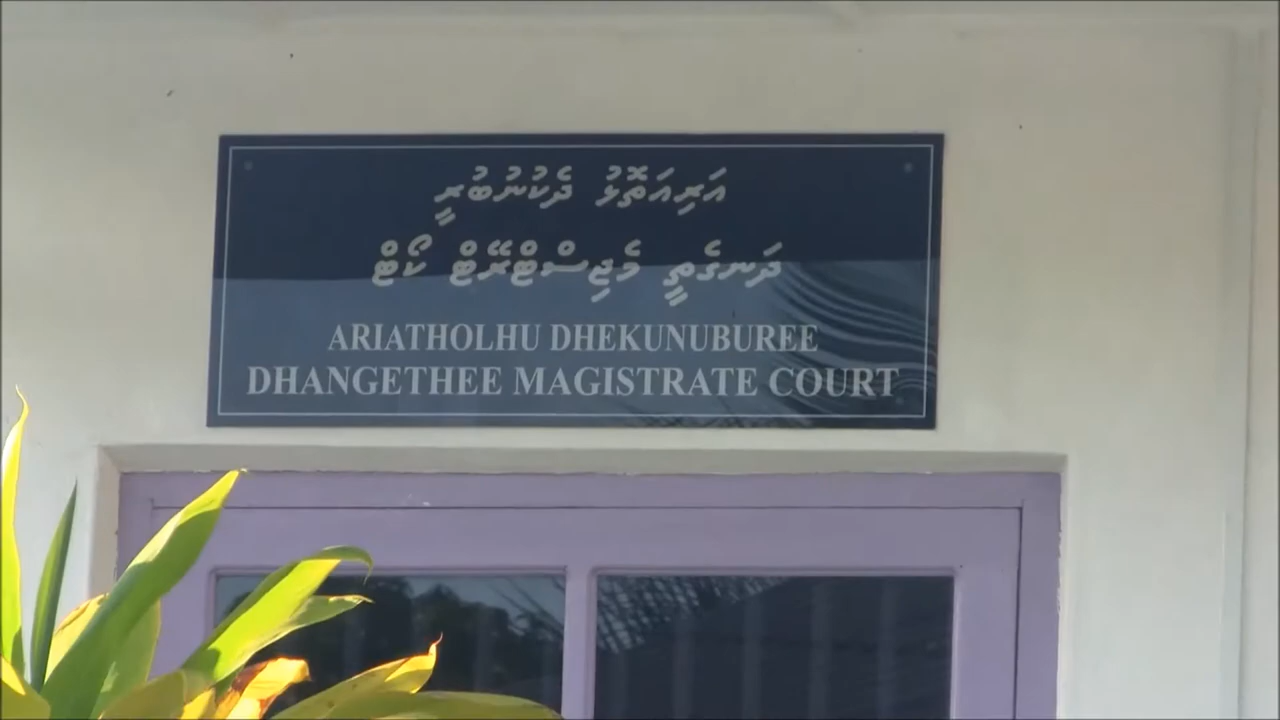 އަރިއަތޮޅު ދެކުނުބުރީ
ދަނގެތީ މެޖިސްޓްރޭޓް ކޯޓް
ARIATHOLHU DHEKUNUBUREE
DHANGETHEE MAGISTRATE COURT